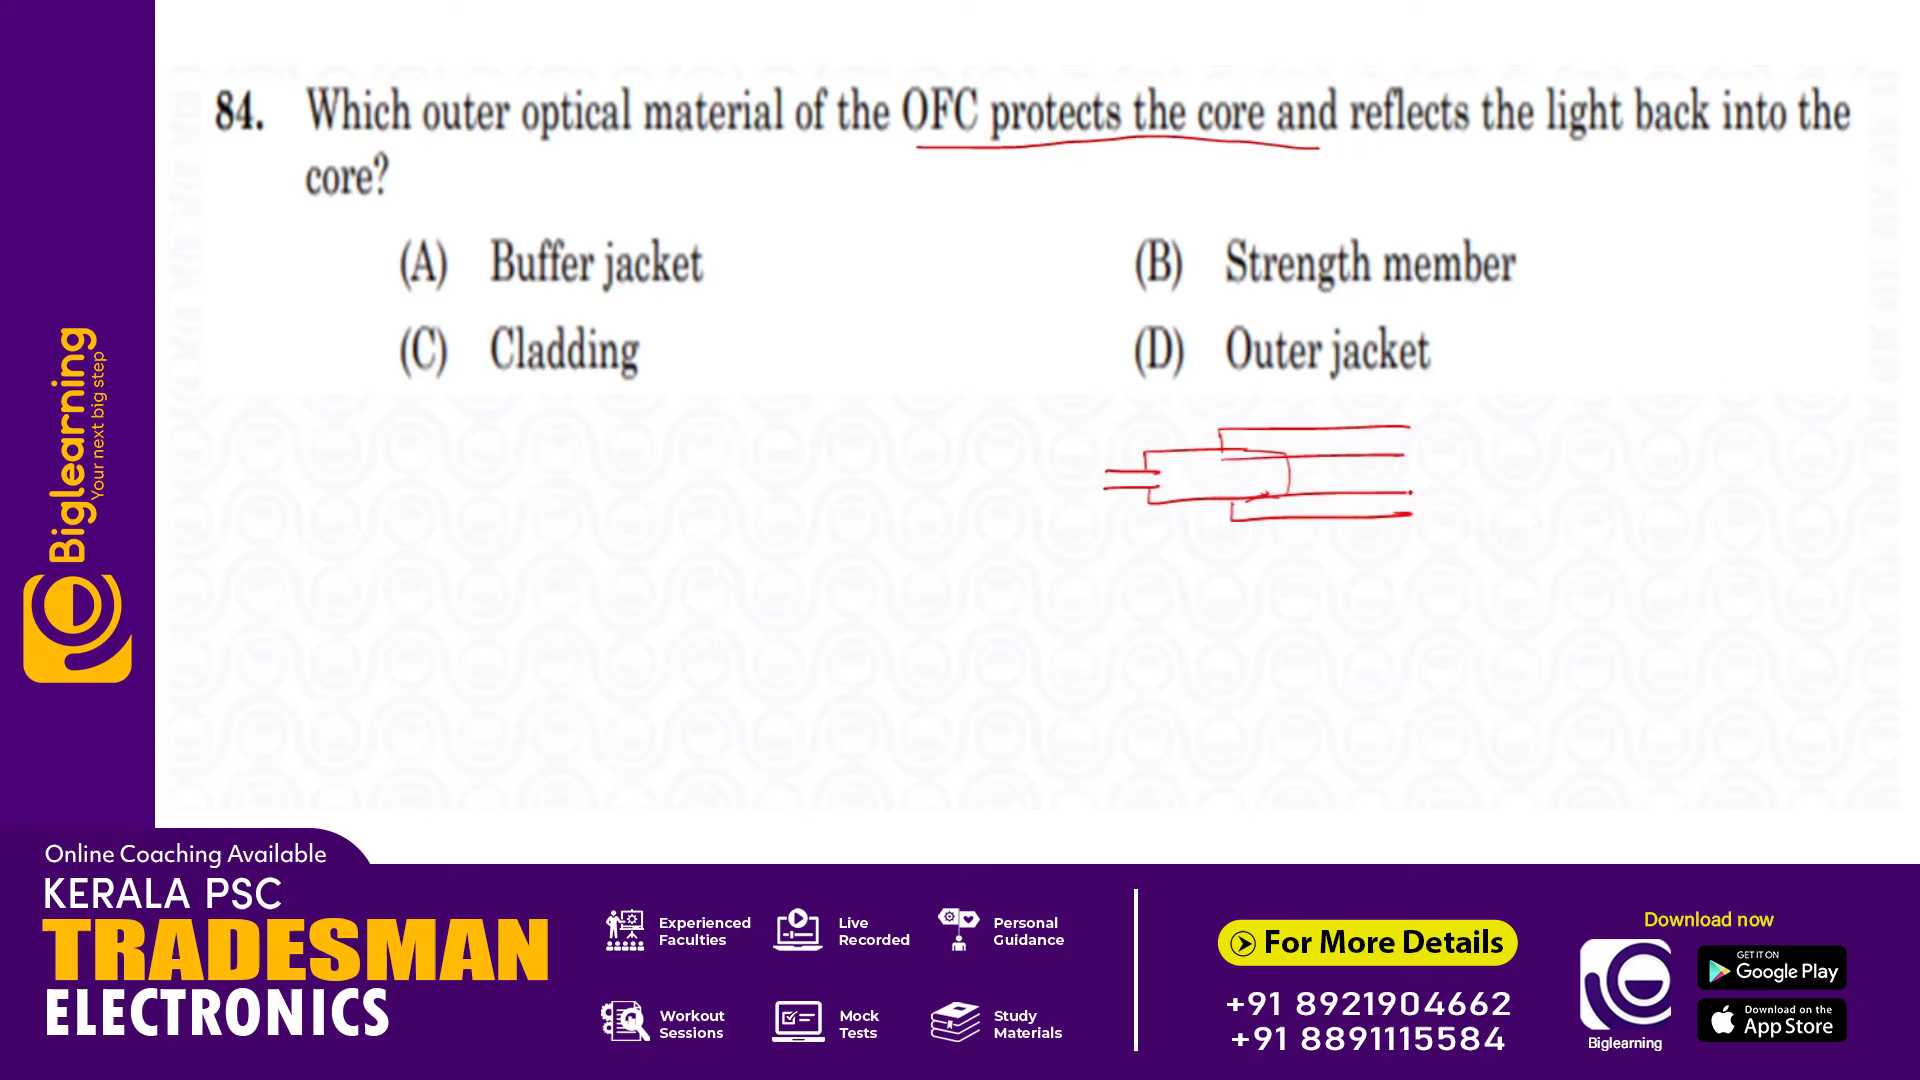 84. Which outer optical material of the OFC protects the core and reflects the light back into the
core?
(A) Buffer jacket
(B) Strength member
(C) Cladding
(D) Outer jacket
Biglearning
Your next big step
Online Coaching Available
KERALA PSC
TRADESMAN
ELECTRONICS
Experienced
Faculties
Live
Recorded
Personal
Guidance
Workout
Sessions
Mock
Tests
Study
Materials
For More Details
+91 8921904662
+91 8891115584
Download now
Biglearning
GET IT ON
Google Play
Download on the
App Store